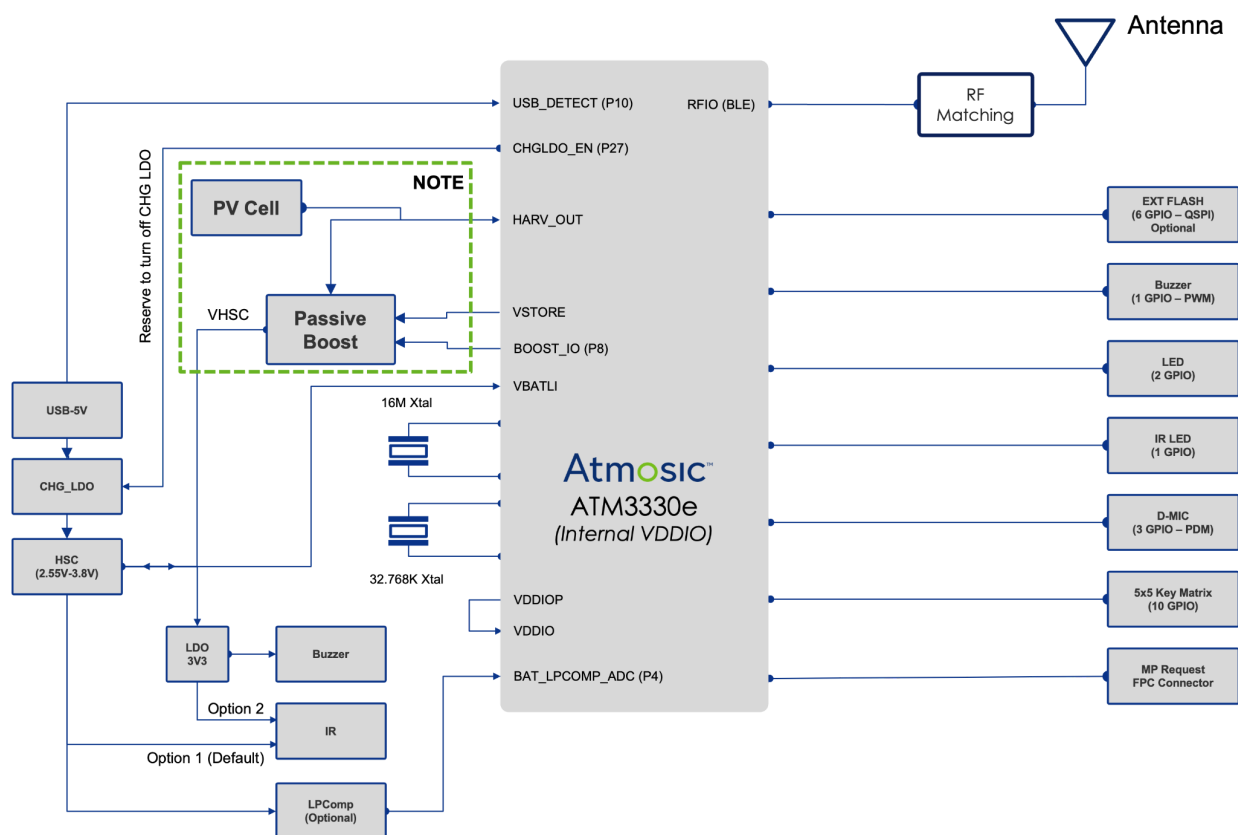 Antenna
USB_DETECT (P10)
RFIO (BLE)
RF
Matching
CHGLDO_EN (P27)
Reserve to turn off CHG LDO
NOTE
PV Cell
HARV_OUT
EXT FLASH
(6 GPIO – QSPI)
Optional
VHSC
Passive
Boost
VSTORE
BOOST_IO (P8)
Buzzer
(1 GPIO – PWM)
VBATLI
LED
(2 GPIO)
USB-5V
16M Xtal
IR LED
(1 GPIO)
CHG_LDO
Atmosic™
ATM3330e
(Internal VDDIO)
D-MIC
(3 GPIO – PDM)
HSC
(2.55V-3.8V)
32.768K Xtal
VDDIOP
VDDIO
5x5 Key Matrix
(10 GPIO)
LDO
3V3
Buzzer
BAT_LPCOMP_ADC (P4)
MP Request
FPC Connector
Option 2
IR
Option 1 (Default)
LPComp
(Optional)